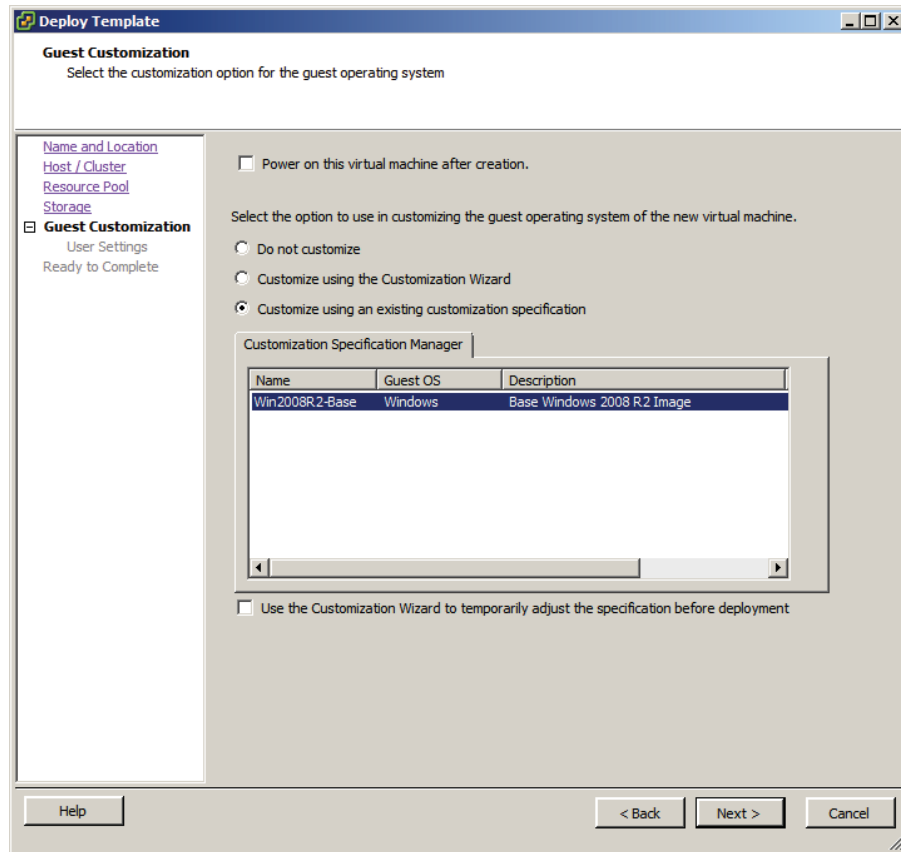 Deploy Template
Guest Customization
Select the customization option for the guest operating system
Name and Location
Host / Cluster
Resource Pool
Storage
Guest Customization
User Settings
Ready to Complete
Power on this virtual machine after creation.
Select the option to use in customizing the guest operating system of the new virtual machine.
Do not customize
Customize using the Customization Wizard
Customize using an existing customization specification
Customization Specification Manager
Name Guest OS Description
Win2008R2-Base Windows Base Windows 2008 R2 Image
Use the Customization Wizard to temporarily adjust the specification before deployment
Help < Back Next > Cancel